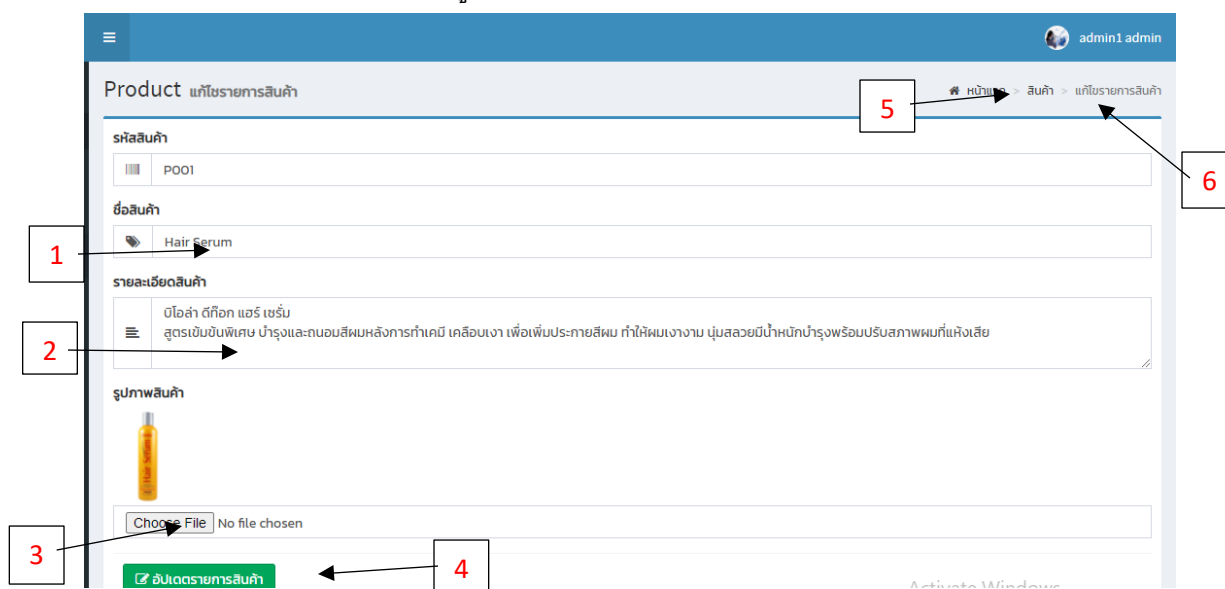 admin1 admin
Product แก้ไขรายการสินค้า
หน้าแรก > สินค้า > แก้ไขรายการสินค้า
5
6
รหัสสินค้า
P001
ชื่อสินค้า
1
Hair Serum
รายละเอียดสินค้า
บิโอล่า ดีท๊อก แฮร์ เซรั่ม
สูตรเข้มข้นพิเศษ บำรุงและถนอมสีผมหลังการทำเคมี เคลือบเงา เพื่อเพิ่มประกายสีผม ทำให้ผมเงางาม นุ่มสลวยมีน้ำหนักบำรุงพร้อมปรับสภาพผมที่แห้งเสีย
2
รูปภาพสินค้า
Hair Serum
Choose File No file chosen
3
4
อัปเดตรายการสินค้า
Activate Windows